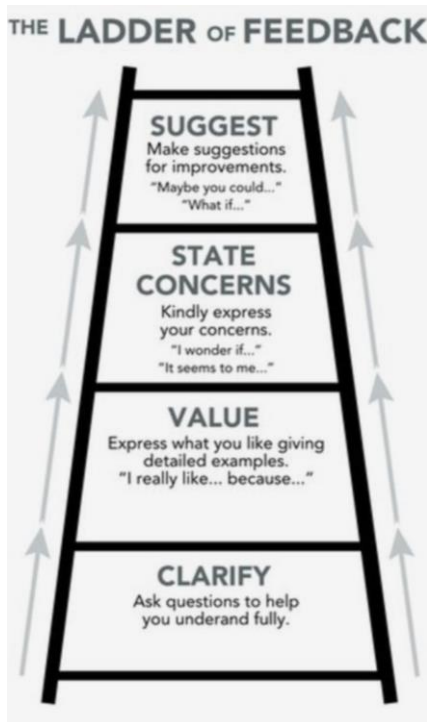 THE LADDER OF FEEDBACK
SUGGEST
Make suggestions
for improvements.
"Maybe you could..."
"What if..."
STATE
CONCERNS
Kindly express
your concerns.
"I wonder if..."
"It seems to me..."
VALUE
Express what you like giving
detailed examples.
"I really like... because..."
CLARIFY
Ask questions to help
you underand fully.